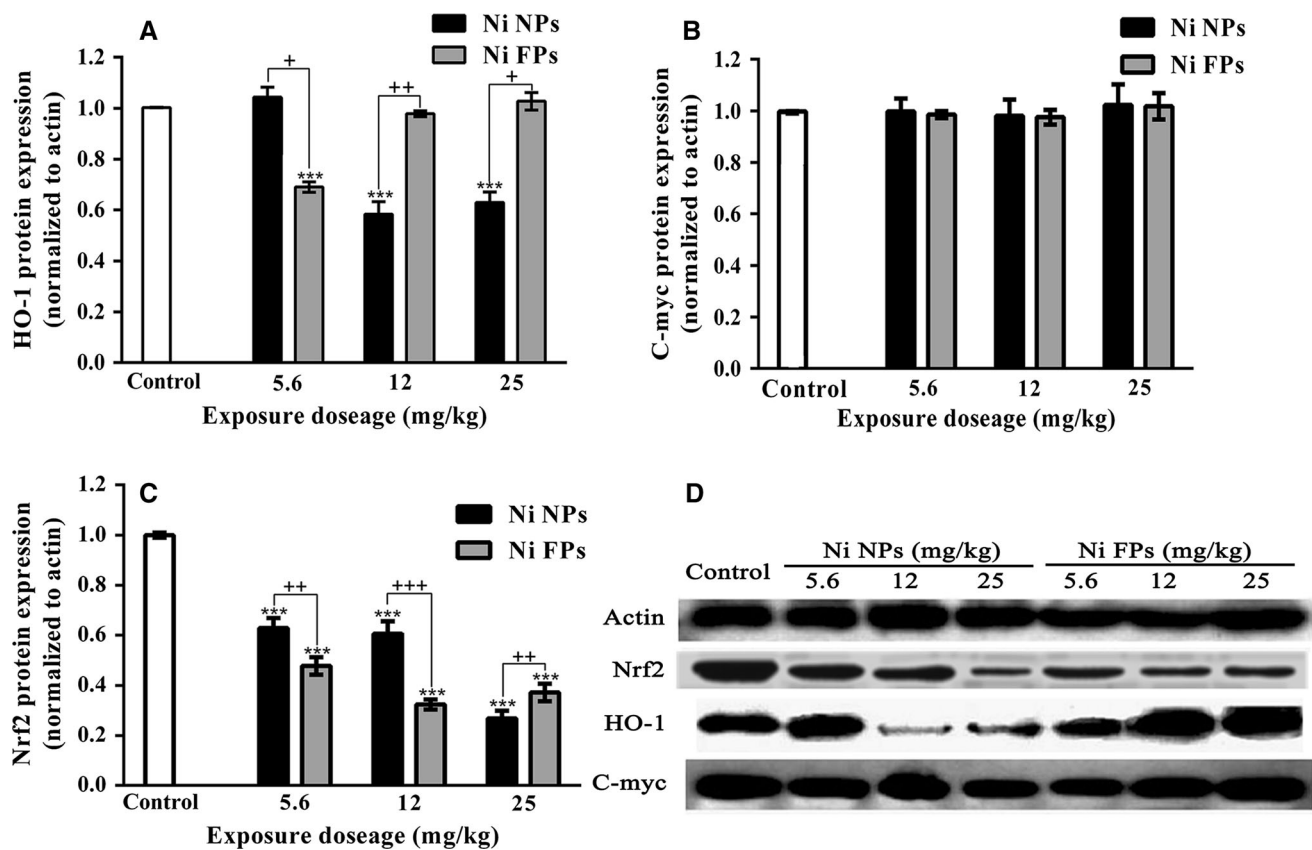 A
Ni NPs
Ni FPs
HO-1 protein expression
(normalized to actin)
1.2
1.0
0.8
0.6
0.4
0.2
0.0
+
++
+
***
***
***
Control
5.6
12
25
Exposure doseage (mg/kg)
B
Ni NPs
Ni FPs
C-myc protein expression
(normalized to actin)
1.2
1.0
0.8
0.6
0.4
0.2
0.0
Control
5.6
12
25
Exposure doseage (mg/kg)
C
Ni NPs
Ni FPs
Nrf2 protein expression
(normalized to actin)
1.2
1.0
0.8
0.6
0.4
0.2
0.0
++
+++
++
***
***
***
***
***
***
Control
5.6
12
25
Exposure doseage (mg/kg)
D
Ni NPs (mg/kg)
Ni FPs (mg/kg)
Control 5.6 12 25 5.6 12 25
Actin
Nrf2
HO-1
C-myc